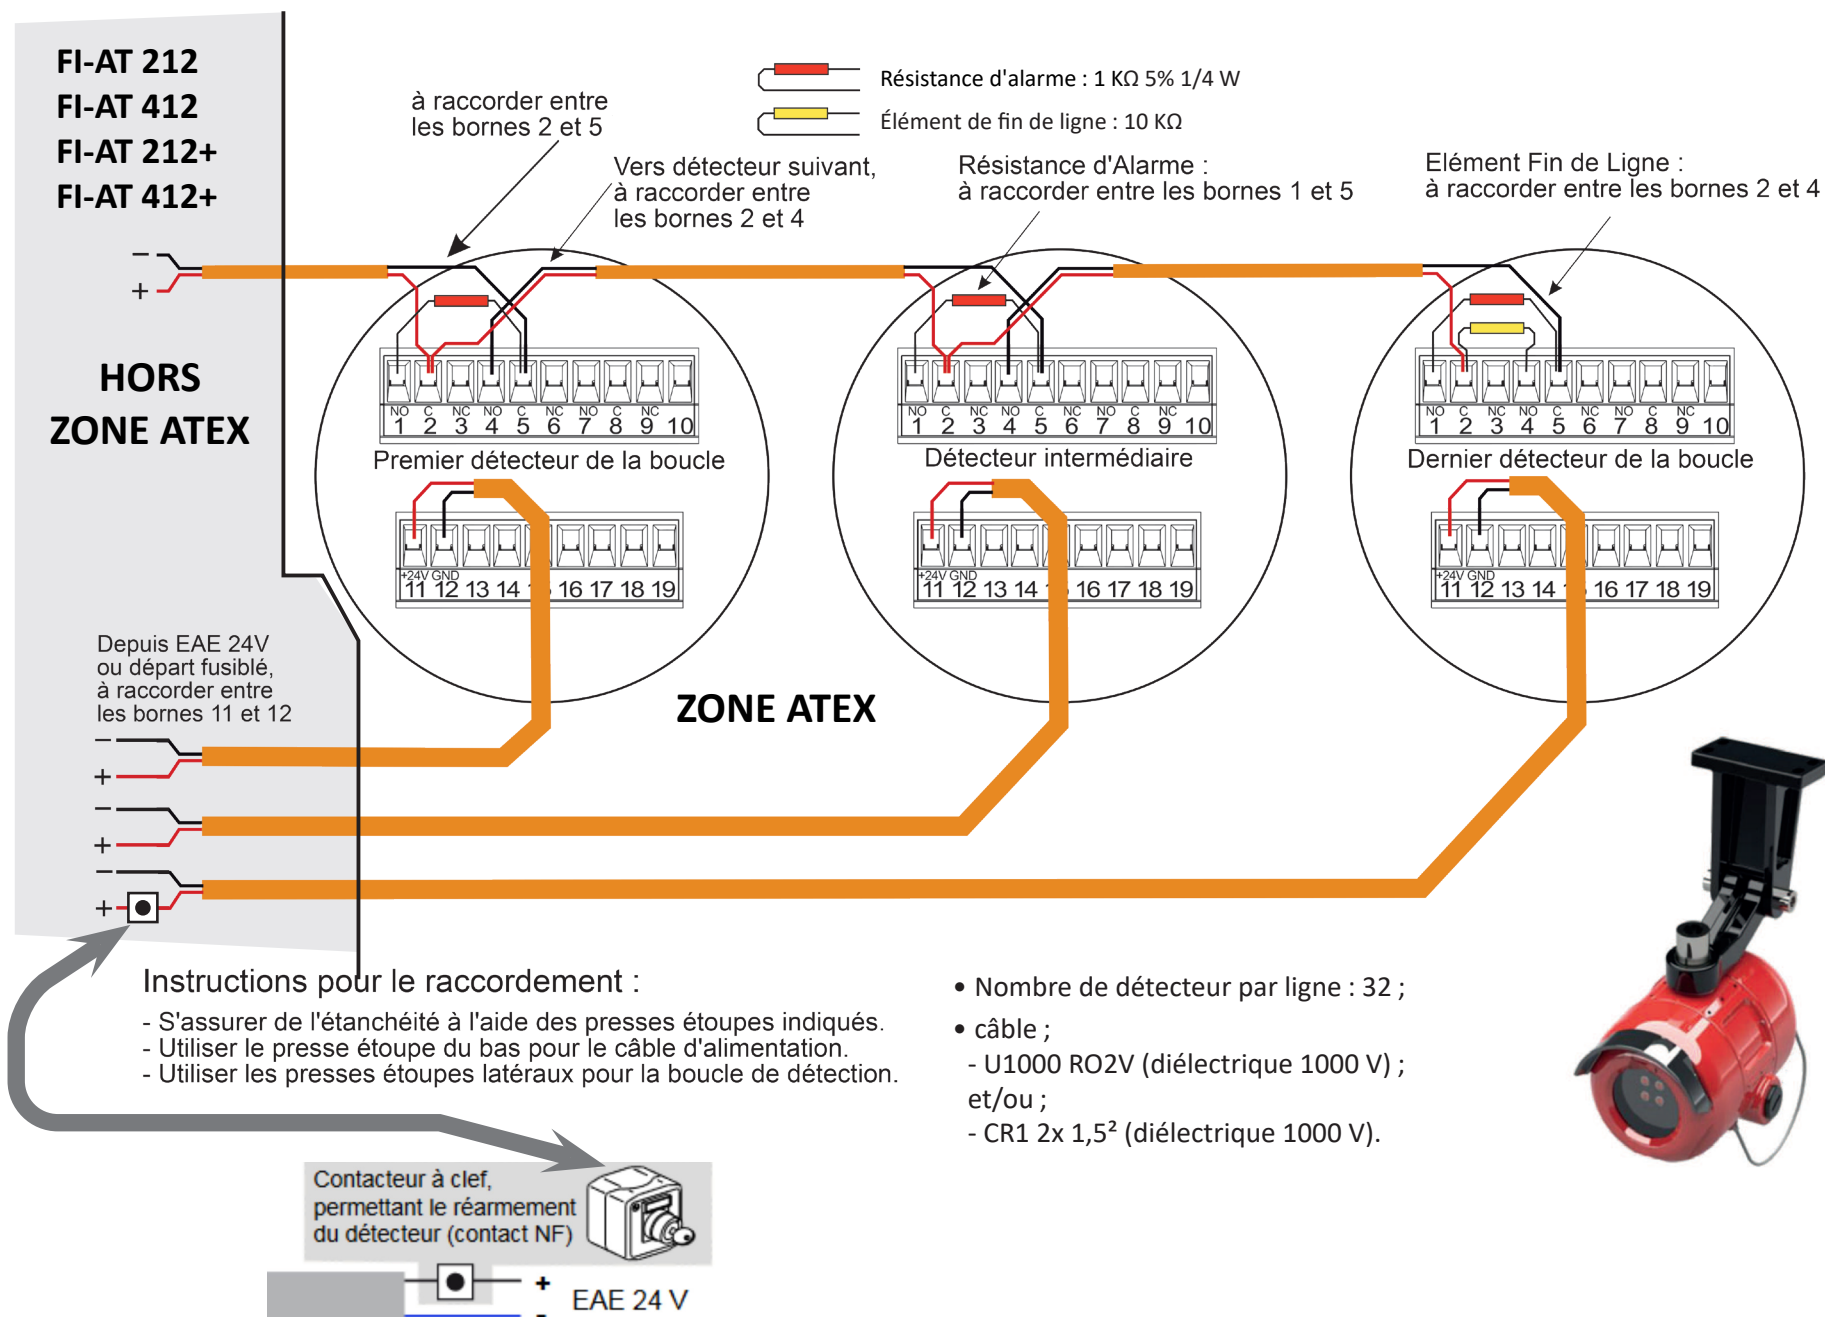 FI-AT 212
FI-AT 412
FI-AT 212+
FI-AT 412+
HORS
ZONE ATEX
à raccorder entre
les bornes 2 et 5
Résistance d'alarme : 1 KΩ 5% 1/4 W
Élément de fin de ligne : 10 KΩ
Vers détecteur suivant,
à raccorder entre
les bornes 2 et 4
Résistance d'Alarme :
à raccorder entre les bornes 1 et 5
Elément Fin de Ligne :
à raccorder entre les bornes 2 et 4
− +
NO C NC NO C NC NO C NC
1 2 3 4 5 6 7 8 9 10
Premier détecteur de la boucle
+24V GND
11 12 13 14 16 17 18 19
NO C NC NO C NC NO C NC
1 2 3 4 5 6 7 8 9 10
Détecteur intermédiaire
+24V GND
11 12 13 14 16 17 18 19
NO C NC NO C NC NO C NC
1 2 3 4 5 6 7 8 9 10
Dernier détecteur de la boucle
+24V GND
11 12 13 14 16 17 18 19
Depuis EAE 24V
ou départ fusiblé,
à raccorder entre
les bornes 11 et 12
−
+
−
+
−
+
ZONE ATEX
Instructions pour le raccordement :
- S'assurer de l'étanchéité à l'aide des presses étoupes indiqués.
- Utiliser le presse étoupe du bas pour le câble d'alimentation.
- Utiliser les presses étoupes latéraux pour la boucle de détection.
• Nombre de détecteur par ligne : 32 ;
• câble ;
- U1000 RO2V (diélectrique 1000 V) ;
et/ou ;
- CR1 2x 1,5² (diélectrique 1000 V).
Contacteur à clef,
permettant le réarmement
du détecteur (contact NF)
+
EAE 24 V
-